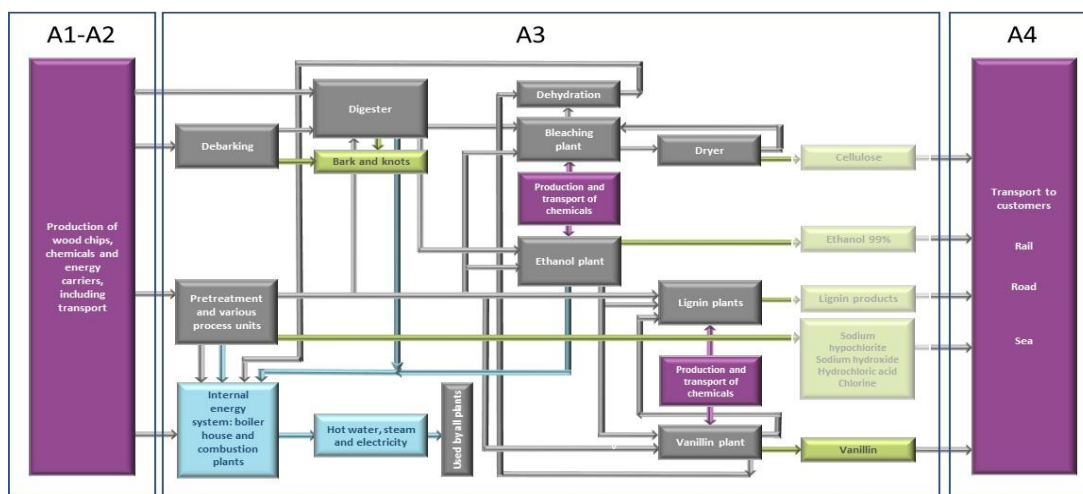 A1-A2
A3
A4
Production of
wood chips,
chemicals and
energy
carriers,
including
transport
Debarking
Digester
Bark and knots
Dehydration
Bleaching
plant
Dryer
Cellulose
Production and
transport of
chemicals
Ethanol plant
Ethanol 99%
Pretreatment
and various
process units
Lignin plants
Lignin products
Sodium
hypochlorite
Sodium hydroxide
Hydrochloric acid
Chlorine
Production and
transport of
chemicals
Internal
energy
system: boiler
house and
combustion
plants
Hot water, steam
and electricity
Used by all plants
Vanillin plant
Vanillin
Transport to
customers
Rail
Road
Sea